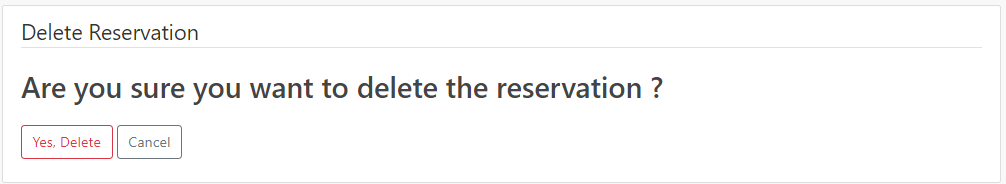 Delete Reservation
Are you sure you want to delete the reservation ?
Yes, Delete Cancel